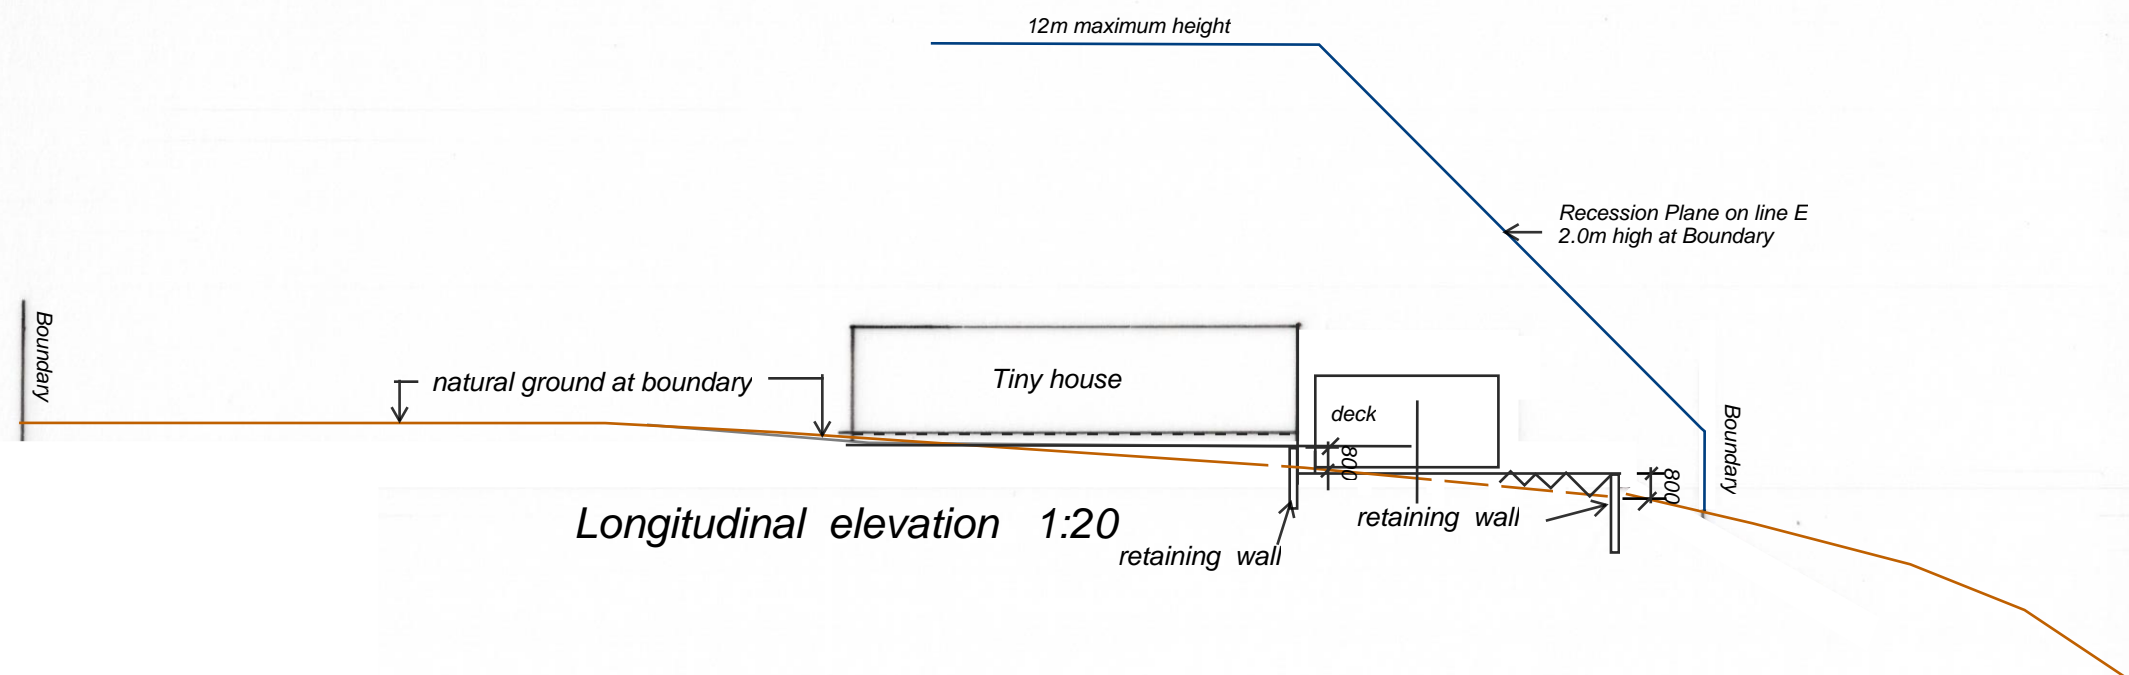 12m maximum height
Recession Plane on line E
2.0m high at Boundary
Boundary
natural ground at boundary
Tiny house
deck
800
800
Boundary
Longitudinal elevation 1:20
retaining wall
retaining wall